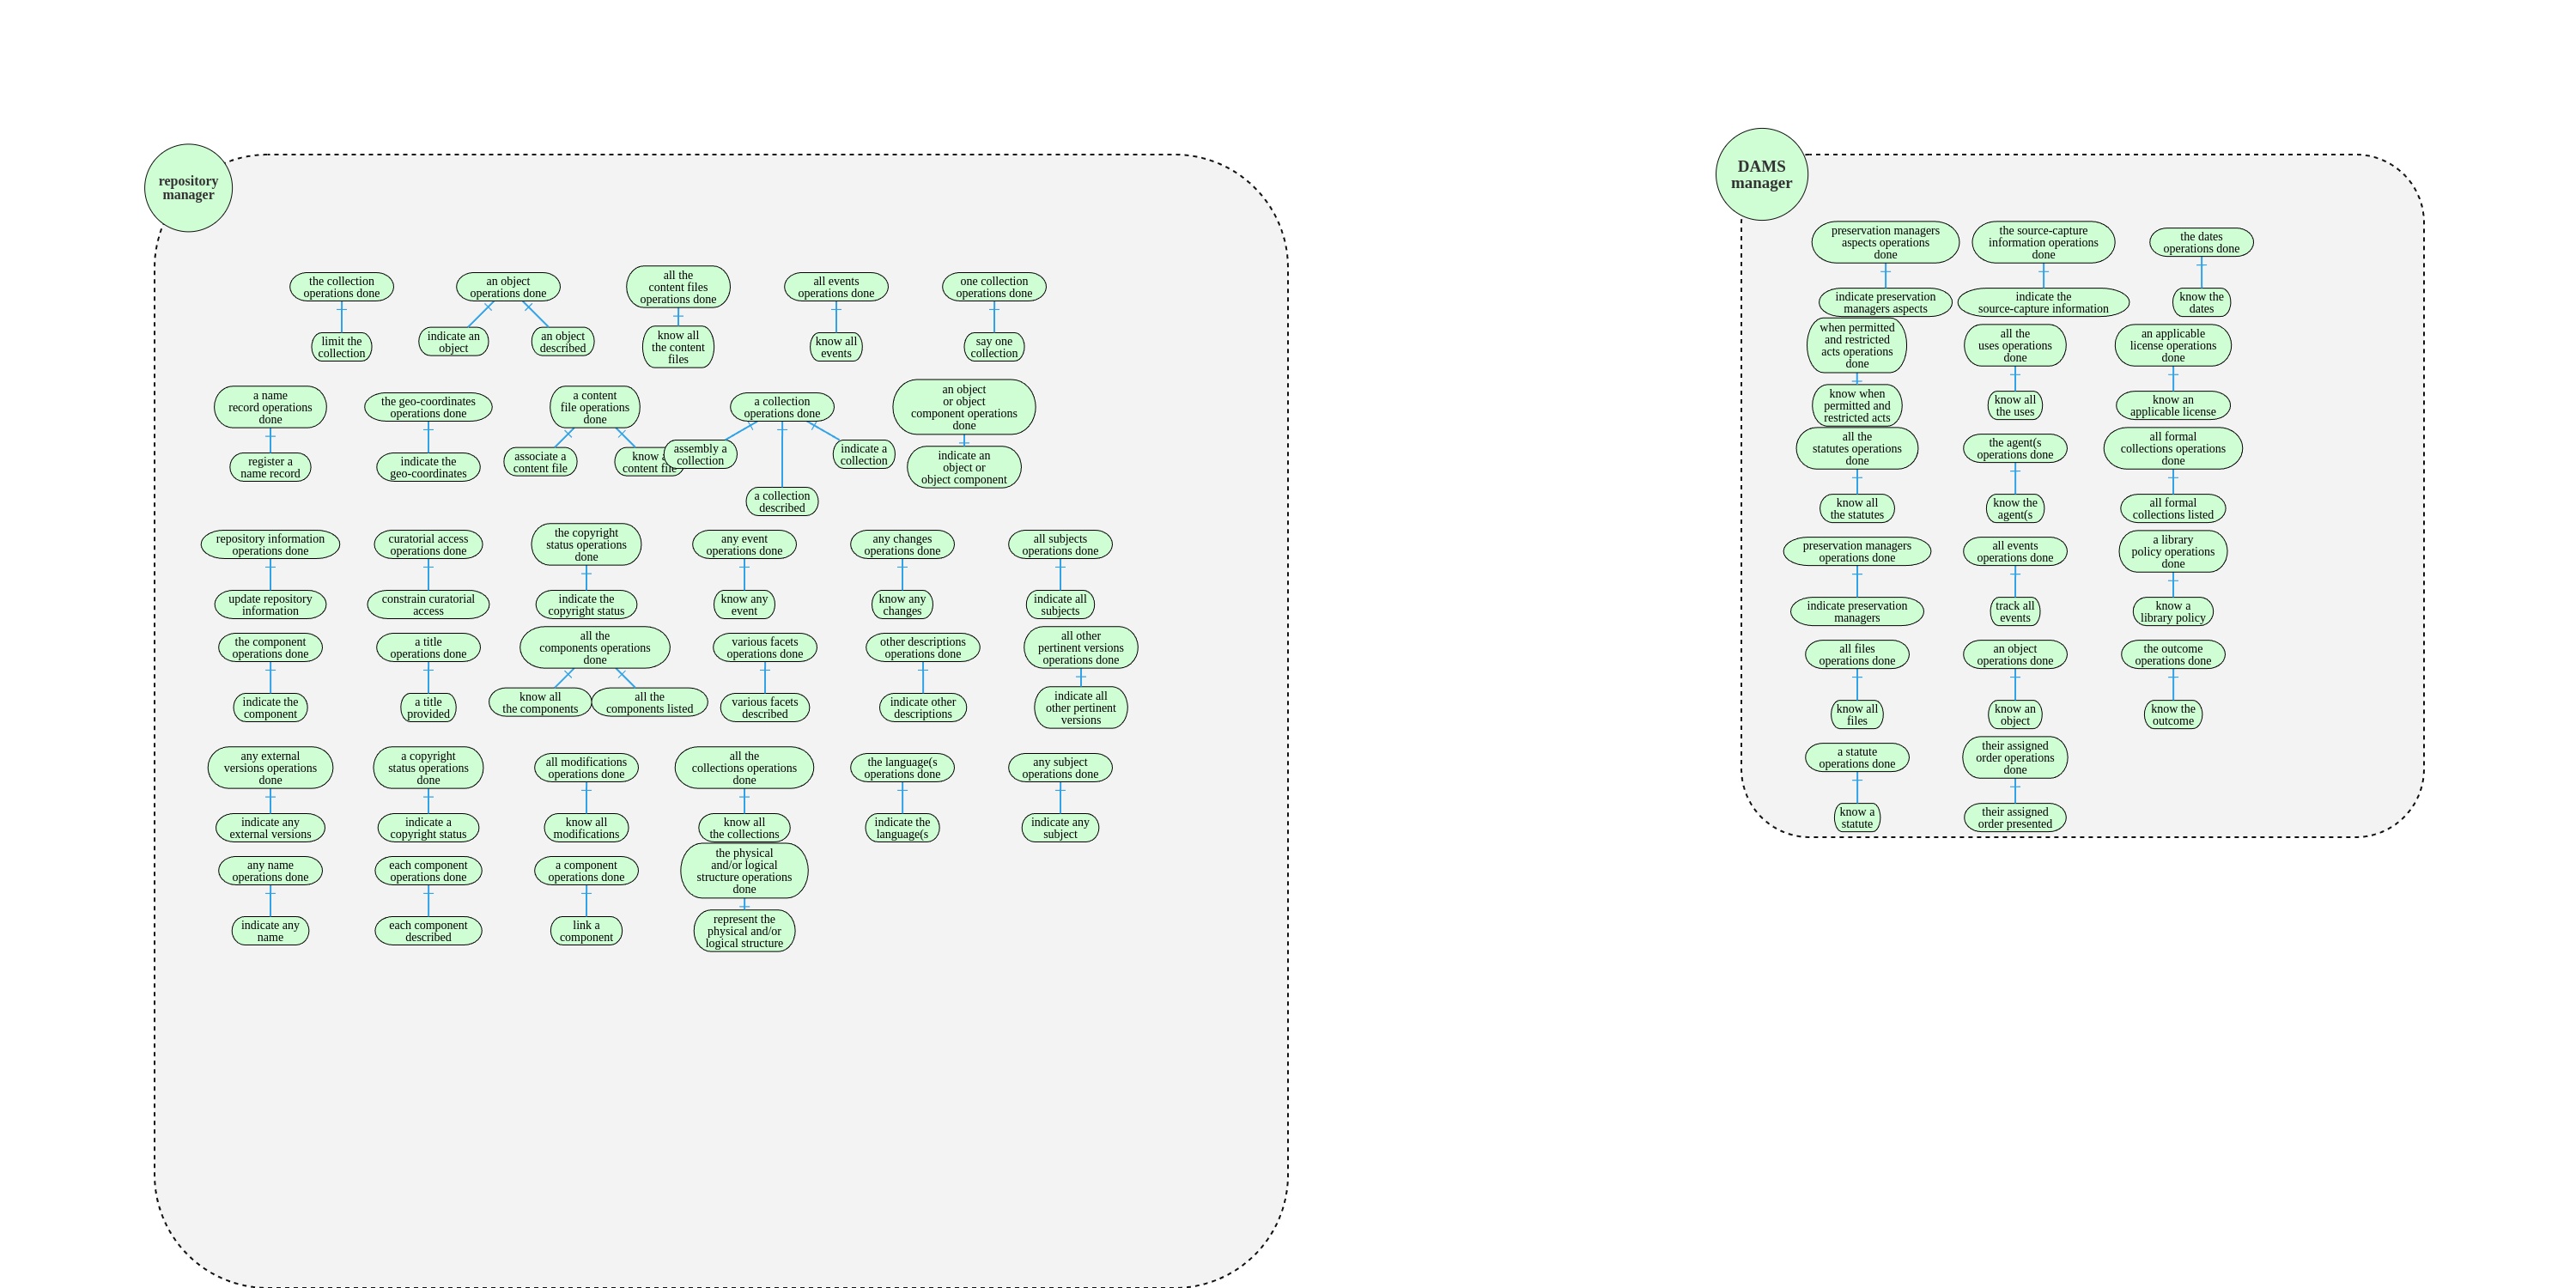 repository
manager
the collection
operations done
an object
operations done
all the
content files
operations done
all events
operations done
one collection
operations done
limit the
collection
indicate an
object
an object
described
know all
the content
files
know all
events
say one
collection
a name
record operations
done
the geo-coordinates
operations done
a content
file operations
done
a collection
operations done
an object
or object
component operations
done
register a
name record
indicate the
geo-coordinates
associate a
content file
know a
content file
assembly a
collection
a collection
described
indicate a
collection
indicate an
object or
object component
repository information
operations done
curatorial access
operations done
the copyright
status operations
done
any event
operations done
any changes
operations done
all subjects
operations done
update repository
information
constrain curatorial
access
indicate the
copyright status
know any
event
know any
changes
indicate all
subjects
the component
operations done
a title
operations done
all the
components operations
done
various facets
operations done
other descriptions
operations done
all other
pertinent versions
operations done
indicate the
component
a title
provided
know all
the components
all the
components listed
various facets
described
indicate other
descriptions
indicate all
other pertinent
versions
any external
versions operations
done
a copyright
status operations
done
all modifications
operations done
all the
collections operations
done
the language(s
operations done
any subject
operations done
indicate any
external versions
indicate a
copyright status
know all
modifications
know all
the collections
indicate the
language(s
indicate any
subject
any name
operations done
each component
operations done
a component
operations done
the physical
and/or logical
structure operations
done
indicate any
name
each component
described
link a
component
represent the
physical and/or
logical structure
DAMS
manager
preservation managers
aspects operations
done
the source-capture
information operations
done
the dates
operations done
indicate preservation
managers aspects
indicate the
source-capture information
know the
dates
when permitted
and restricted
acts operations
done
all the
uses operations
done
an applicable
license operations
done
know when
permitted and
restricted acts
know all
the uses
know an
applicable license
all the
statutes operations
done
the agent(s
operations done
all formal
collections operations
done
know all
the statutes
know the
agent(s
all formal
collections listed
preservation managers
operations done
all events
operations done
a library
policy operations
done
indicate preservation
managers
track all
events
know a
library policy
all files
operations done
an object
operations done
the outcome
operations done
know all
files
know an
object
know the
outcome
a statute
operations done
their assigned
order operations
done
know a
statute
their assigned
order presented